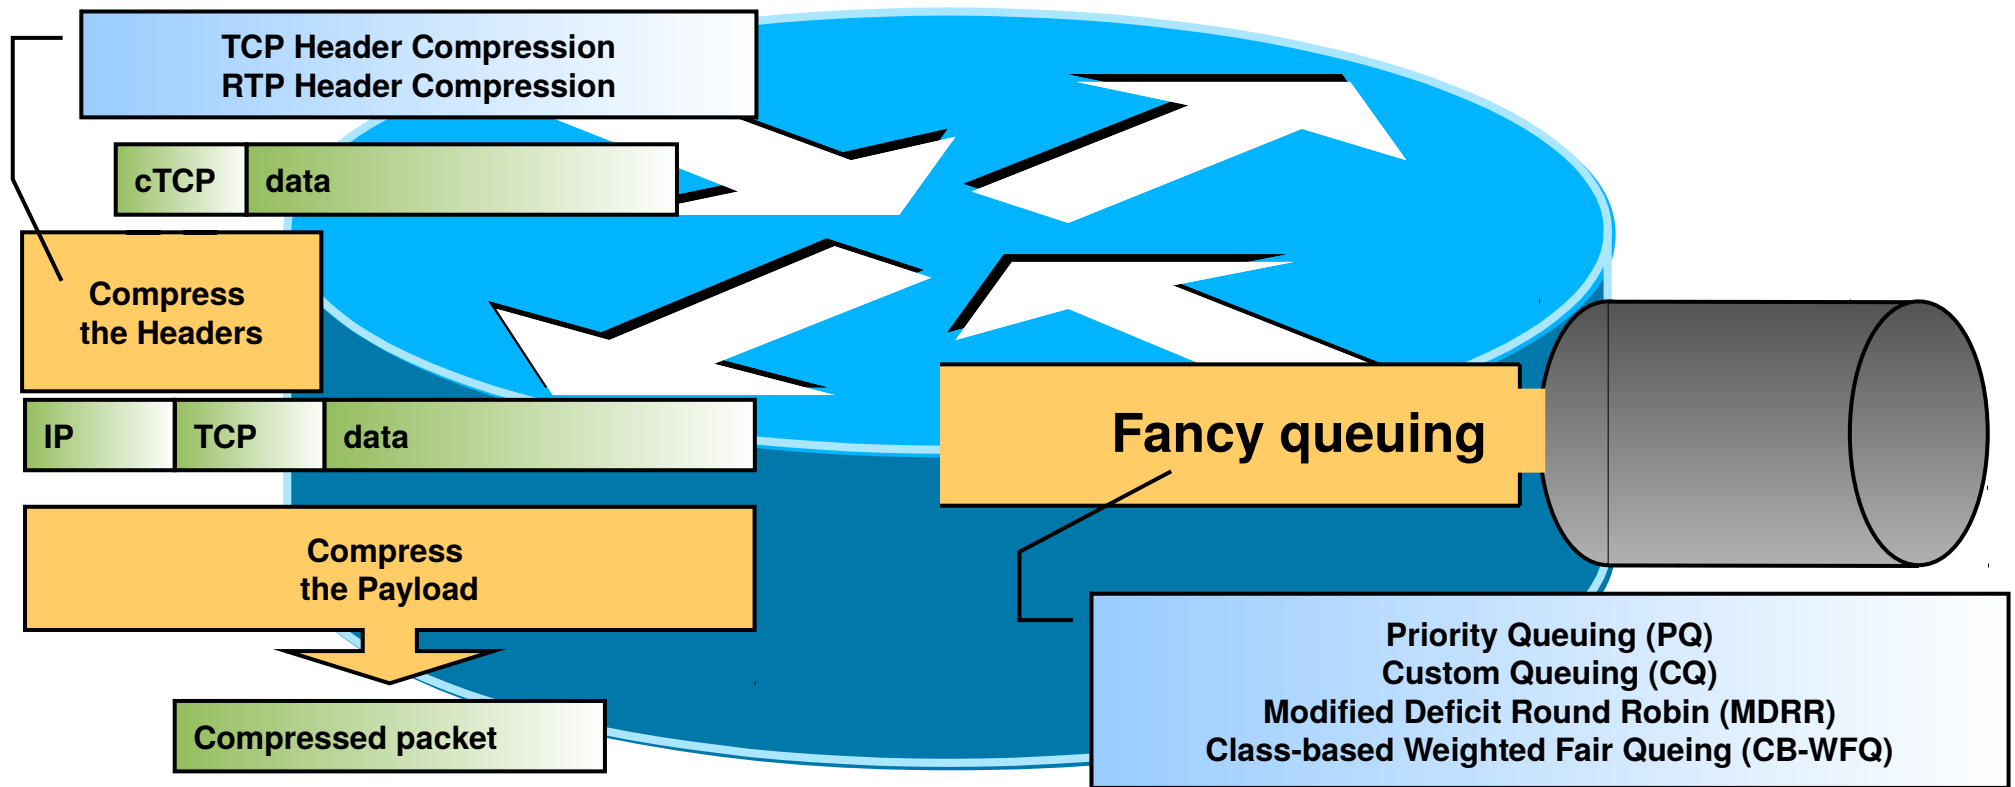 TCP Header Compression
RTP Header Compression
cTCP data
Compress
the Headers
IP TCP data
Fancy queuing
Compress
the Payload
Compressed packet
Priority Queuing (PQ)
Custom Queuing (CQ)
Modified Deficit Round Robin (MDRR)
Class-based Weighted Fair Queing (CB-WFQ)